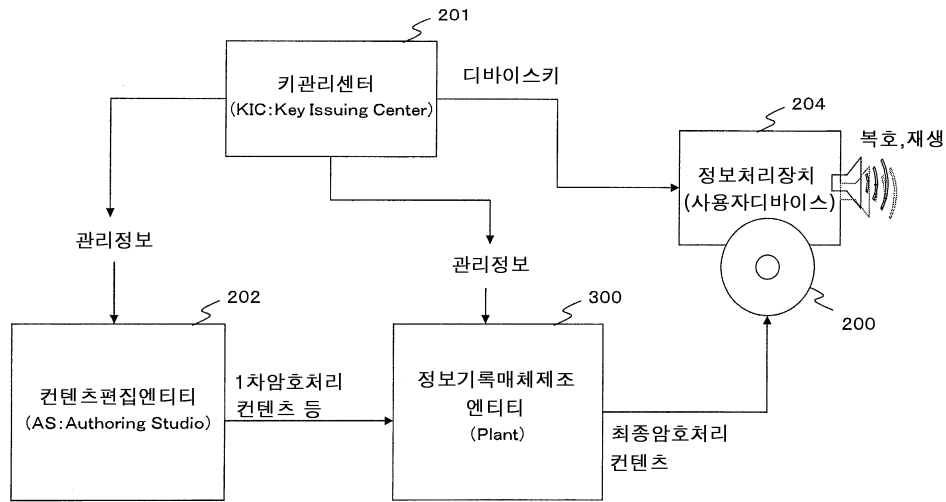 201
키관리센터
(KIC:Key Issuing Center)
디바이스키
204
복호,재생
정보처리장치
(사용자디바이스)
관리정보
관리정보
202
300
200
컨텐츠편집엔티티
(AS:Authoring Studio)
1차암호처리
컨텐츠 등
정보기록매체제조
엔티티
(Plant)
최종암호처리
컨텐츠